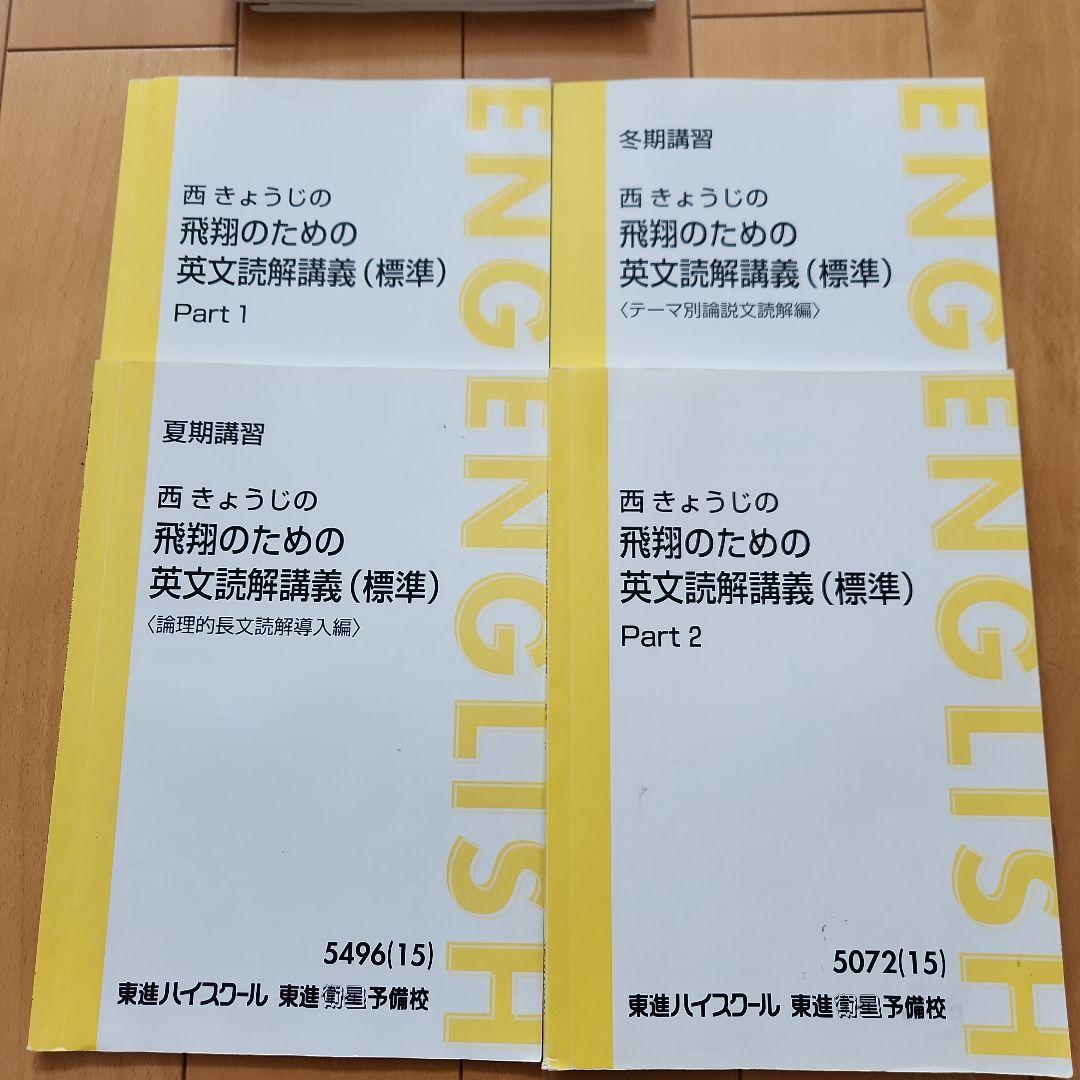 西 きょうじの
飛翔のための
英文読解講義(標準)
Part 1
ENG
冬期講習
西 きょうじの
飛翔のための
英文読解講義(標準)
〈テーマ別論説文読解編〉
ENG
夏期講習
西 きょうじの
飛翔のための
英文読解講義(標準)
〈論理的長文読解導入編〉
5496(15)
東進ハイスクール 東進衛星予備校
ENGLISH
西 きょうじの
飛翔のための
英文読解講義(標準)
Part 2
5072(15)
東進ハイスクール 東進衛星予備校
ENGLISH